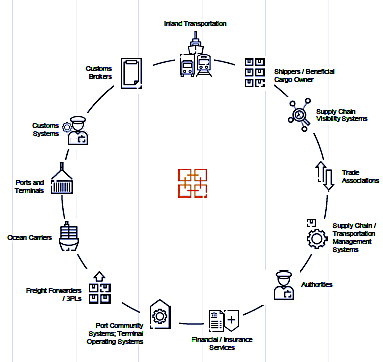 Inland Transportation
Shippers / Beneficial
Cargo Owner
Supply Chain
Visibility Systems
Trade
Associations
Supply Chain /
Transportation
Management
Systems
Authorities
Financial / Insurance
Services
Port Community
Systems; Terminal
Operating Systems
Freight Forwarders
/ 3PLs
Ocean Carriers
Ports and
Terminals
Customs
Systems
Customs
Brokers